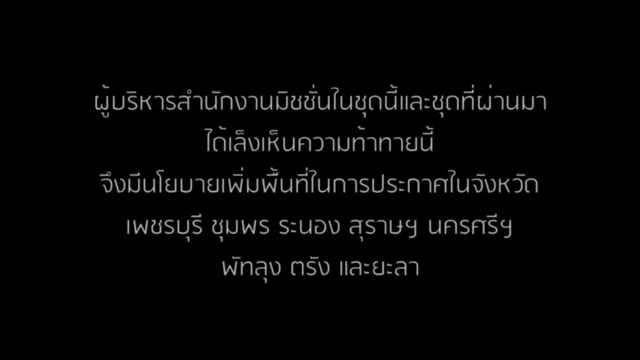 ผู้บริหารสำนักงานมิชชั่นในชุดนี้และชุดที่ผ่านมา
ได้เล็งเห็นความท้าทายนี้
จึงมีนโยบายเพิ่มพื้นที่ในการประกาศในจังหวัด
เพชรบุรี ชุมพร ระนอง สุราษฯ นครศรีฯ
พัทลุง ตรัง และยะลา